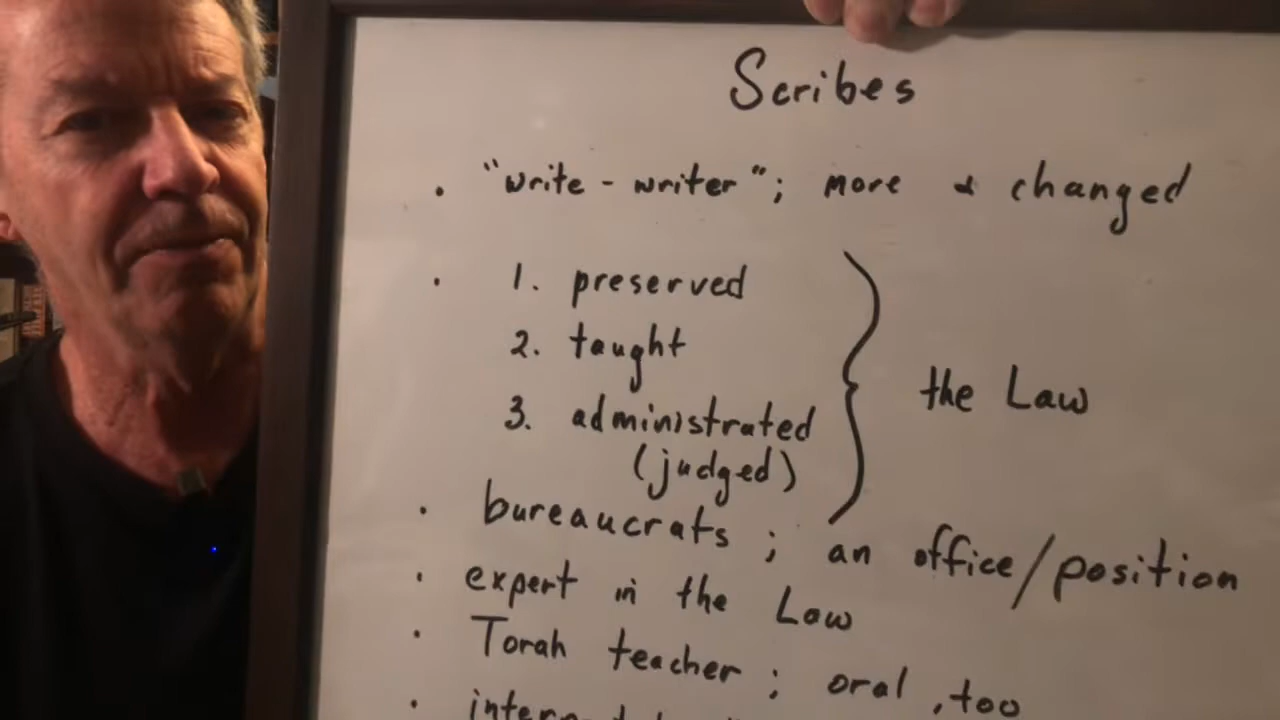 Scribes
• "write - writer"; more & changed
• 1. preserved
2. taught
3. administrated
(judged)
} the Law
• bureaucrats ; an office/position
• expert in the Law
• Torah teacher ; oral, too
•